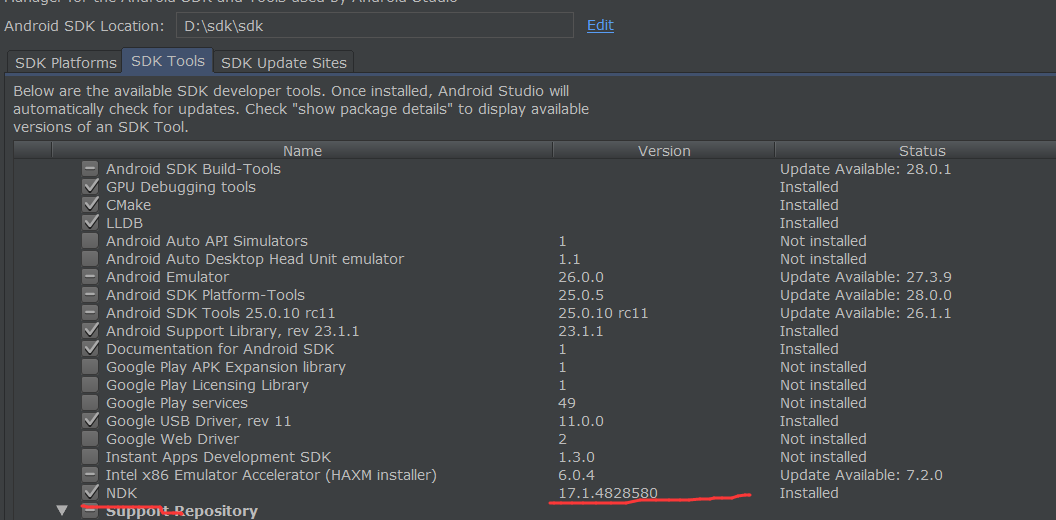 Manager for the Android SDK and Tools used by Android Studio
Android SDK Location: D:\sdk\sdk Edit
SDK Platforms SDK Tools SDK Update Sites
Below are the available SDK developer tools. Once installed, Android Studio will
automatically check for updates. Check "show package details" to display available
versions of an SDK Tool.
Name Version Status
Android SDK Build-Tools Update Available: 28.0.1
GPU Debugging tools Installed
CMake Installed
LLDB Installed
Android Auto API Simulators 1 Not installed
Android Auto Desktop Head Unit emulator 1.1 Not installed
Android Emulator 26.0.0 Update Available: 27.3.9
Android SDK Platform-Tools 25.0.5 Update Available: 28.0.0
Android SDK Tools 25.0.10 rc11 25.0.10 rc11 Update Available: 26.1.1
Android Support Library, rev 23.1.1 23.1.1 Installed
Documentation for Android SDK 1 Installed
Google Play APK Expansion library 1 Not installed
Google Play Licensing Library 1 Not installed
Google Play services 49 Not installed
Google USB Driver, rev 11 11.0.0 Installed
Google Web Driver 2 Not installed
Instant Apps Development SDK 1.3.0 Not installed
Intel x86 Emulator Accelerator (HAXM installer) 6.0.4 Update Available: 7.2.0
NDK 17.1.4828580 Installed
Support Repository